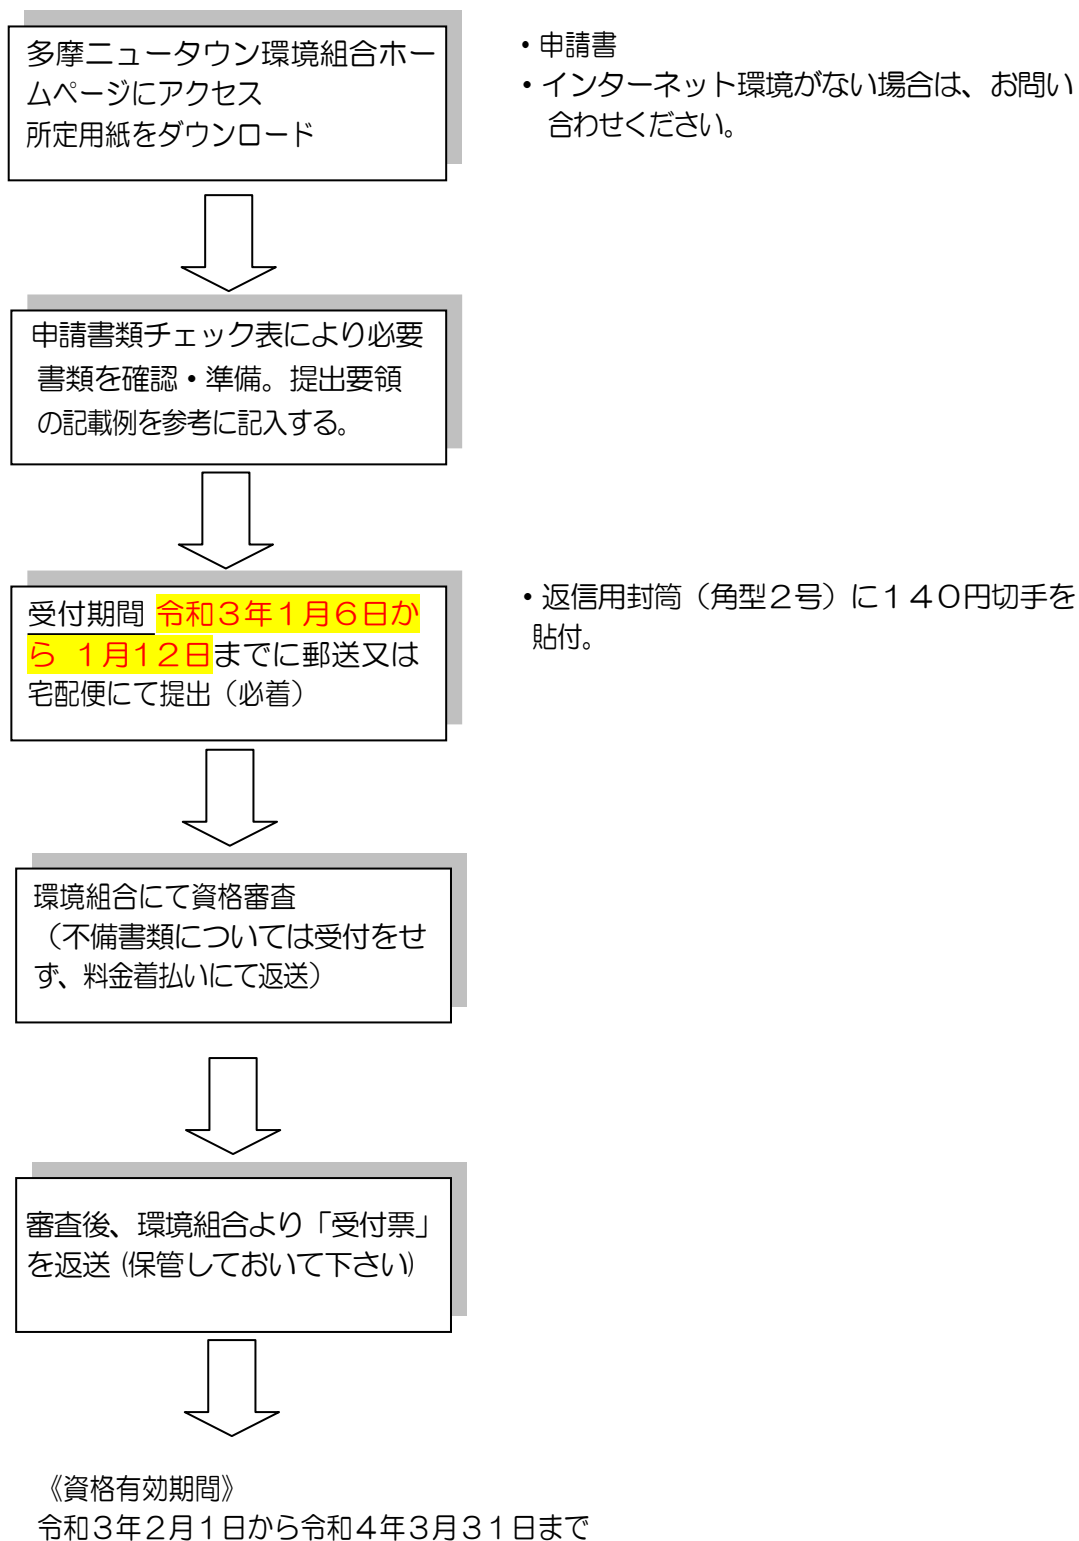 多摩ニュータウン環境組合ホー
ムページにアクセス
所定用紙をダウンロード
・申請書
・インターネット環境がない場合は、お問い
合わせください。
申請書類チェック表により必要
書類を確認・準備。提出要領
の記載例を参考に記入する。
受付期間 令和３年１月６日か
ら １月１２日までに郵送又は
宅配便にて提出（必着）
・返信用封筒（角型２号）に１４０円切手を
貼付。
環境組合にて資格審査
（不備書類については受付をせ
ず、料金着払いにて返送）
審査後、環境組合より「受付票」
を返送(保管しておいて下さい)
《資格有効期間》
令和３年２月１日から令和４年３月３１日まで